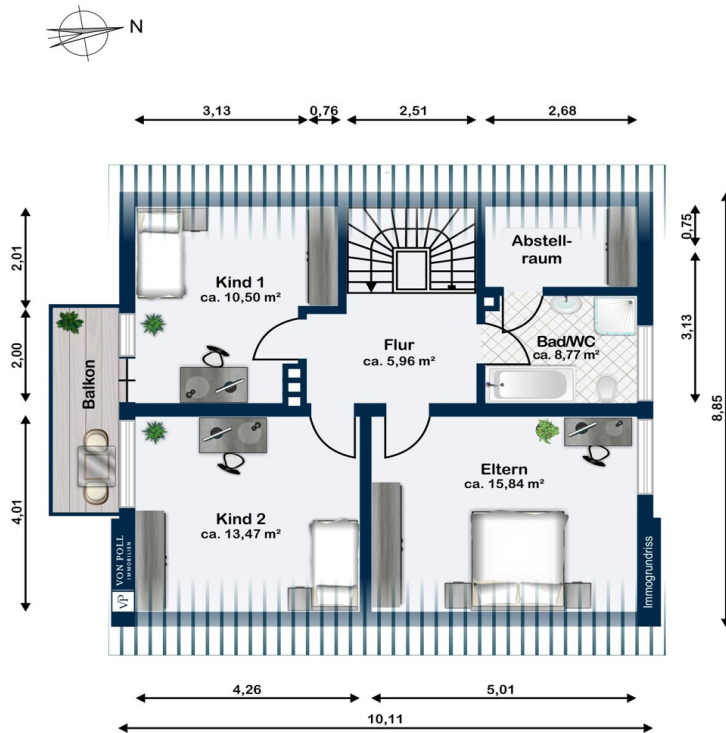 N
3,13
0,76
2,51
2,68
2,01
2,00
4,01
0,75
3,13
8,85
Kind 1
ca. 10,50 m²
Abstell-
raum
Flur
ca. 5,96 m²
Bad/WC
ca. 8,77 m²
Balkon
Kind 2
ca. 13,47 m²
Eltern
ca. 15,84 m²
VP VON POLL
IMMOBILIEN
Immogrundriss
4,26
5,01
10,11